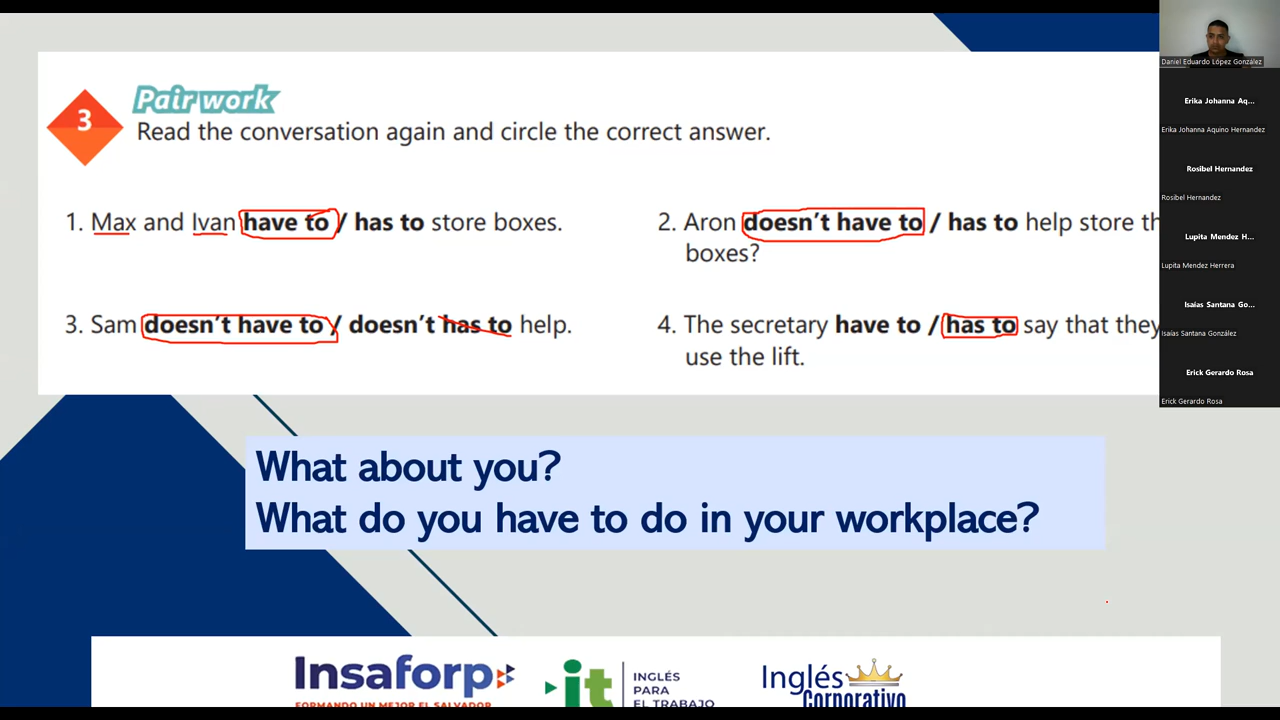 Pair work
3
Read the conversation again and circle the correct answer.
1. Max and Ivan have to / has to store boxes.
2. Aron doesn't have to / has to help store th
boxes?
3. Sam doesn't have to / doesn't has to help.
4. The secretary have to / has to say that they
use the lift.
What about you?
What do you have to do in your workplace?
Insaforp
FORMANDO UN MEJOR EL SALVADOR
it
INGLÉS
PARA
EL TRABAJO
Inglés
Corporativo
Daniel Eduardo López González
Erika Johanna Aq...
Erika Johanna Aquino Hernandez
Rosibel Hernandez
Rosibel Hernandez
Lupita Mendez H...
Lupita Mendez Herrera
Isaías Santana Go...
Isaías Santana González
Erick Gerardo Rosa
Erick Gerardo Rosa